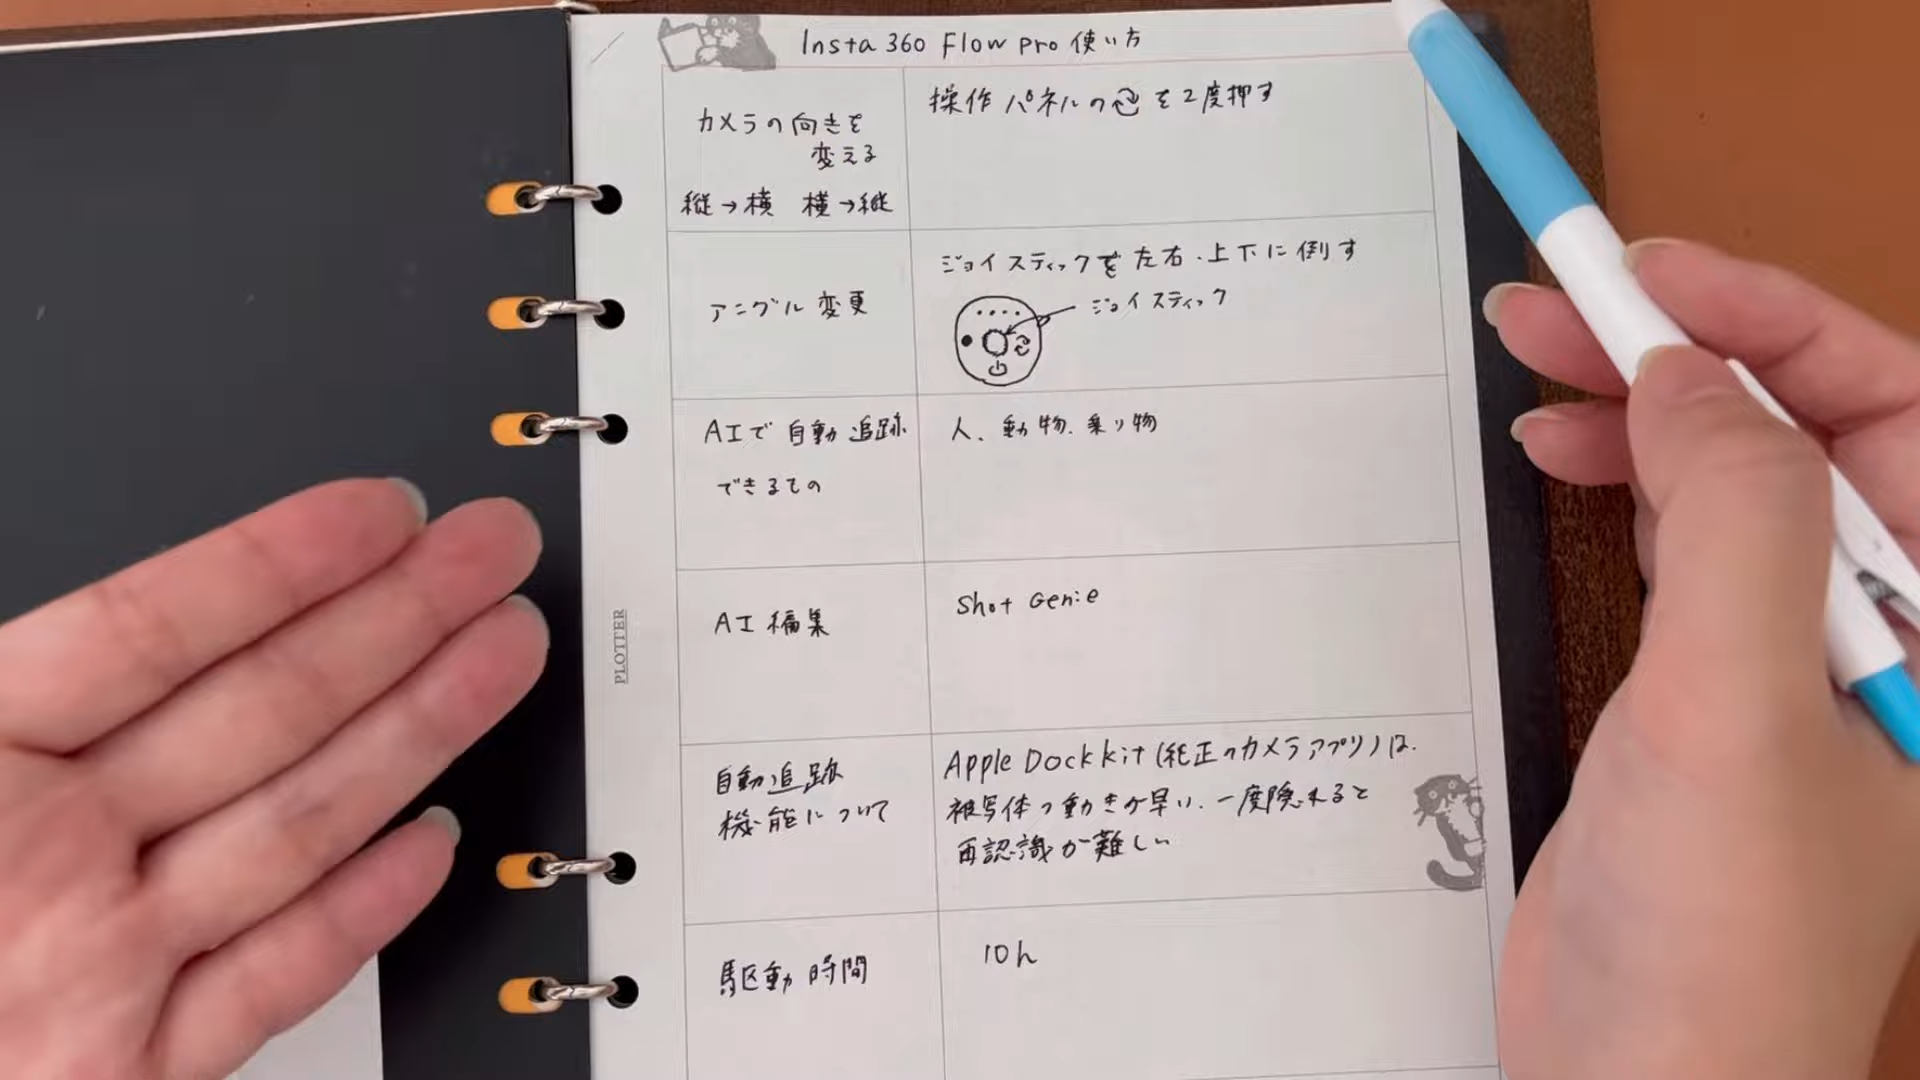 Insta 360 Flow pro 使い方
カメラの向きを
変える
縦→横 横→縦
操作パネルの を2度押す
アングル変更
ジョイスティックを左右、上下に倒す
ジョイスティック
AIで自動追跡
できるもの
人、動物、乗り物
AI編集
Shot Genie
自動追跡
機能について
Apple Dock kit (純正のカメラアプリ)は、
被写体の動きが早い、一度隠れると
再認識が難しい
駆動時間
10h
PLOTTER